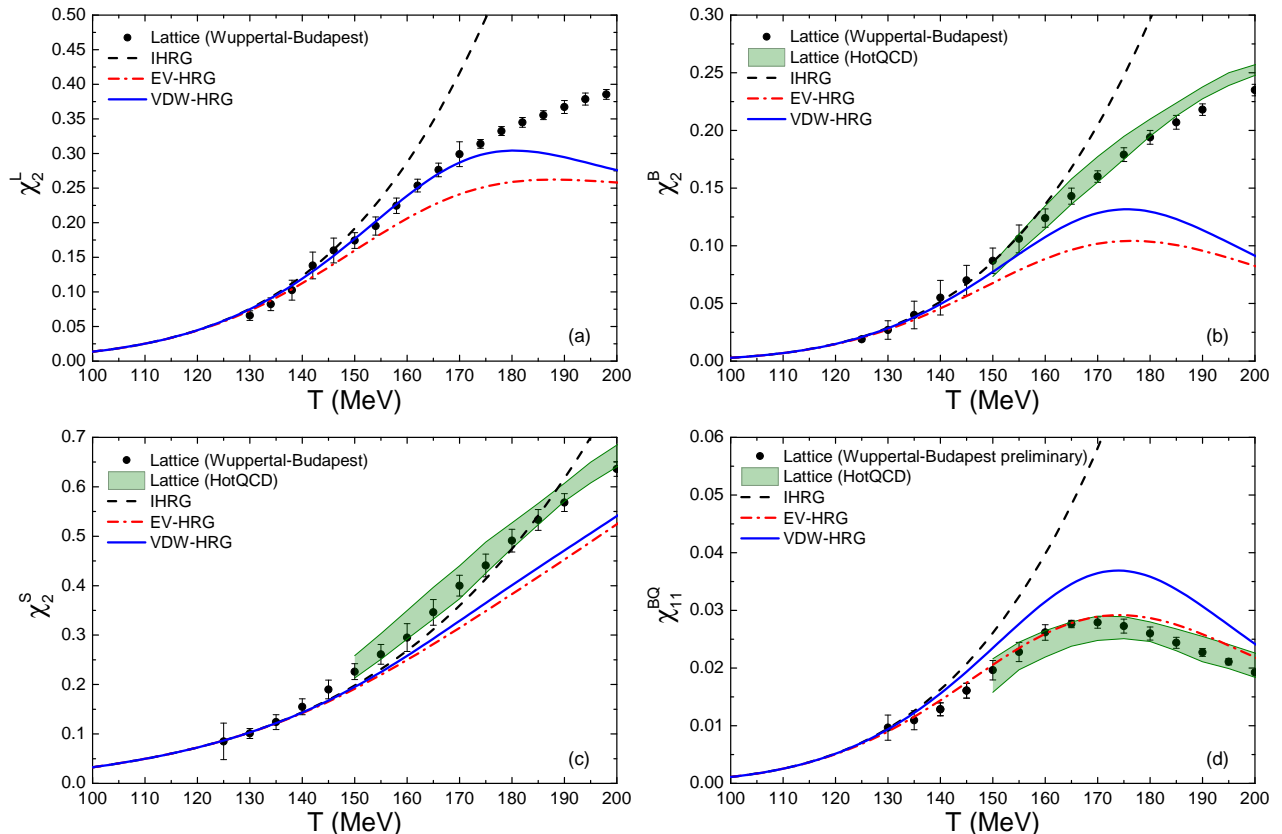 0.50
0.45
0.40
0.35
0.30
0.25
0.20
0.15
0.10
0.05
0.00
χ₂ᴸ
Lattice (Wuppertal-Budapest)
IHRG
EV-HRG
VDW-HRG
(a)
100 110 120 130 140 150 160 170 180 190 200
T (MeV)
0.30
0.25
0.20
0.15
0.10
0.05
0.00
χ₂ᴮ
Lattice (Wuppertal-Budapest)
Lattice (HotQCD)
IHRG
EV-HRG
VDW-HRG
(b)
100 110 120 130 140 150 160 170 180 190 200
T (MeV)
0.7
0.6
0.5
0.4
0.3
0.2
0.1
0.0
χ₂ˢ
Lattice (Wuppertal-Budapest)
Lattice (HotQCD)
IHRG
EV-HRG
VDW-HRG
(c)
100 110 120 130 140 150 160 170 180 190 200
T (MeV)
0.06
0.05
0.04
0.03
0.02
0.01
0.00
χ₁₁^BQ
Lattice (Wuppertal-Budapest preliminary)
Lattice (HotQCD)
IHRG
EV-HRG
VDW-HRG
(d)
100 110 120 130 140 150 160 170 180 190 200
T (MeV)